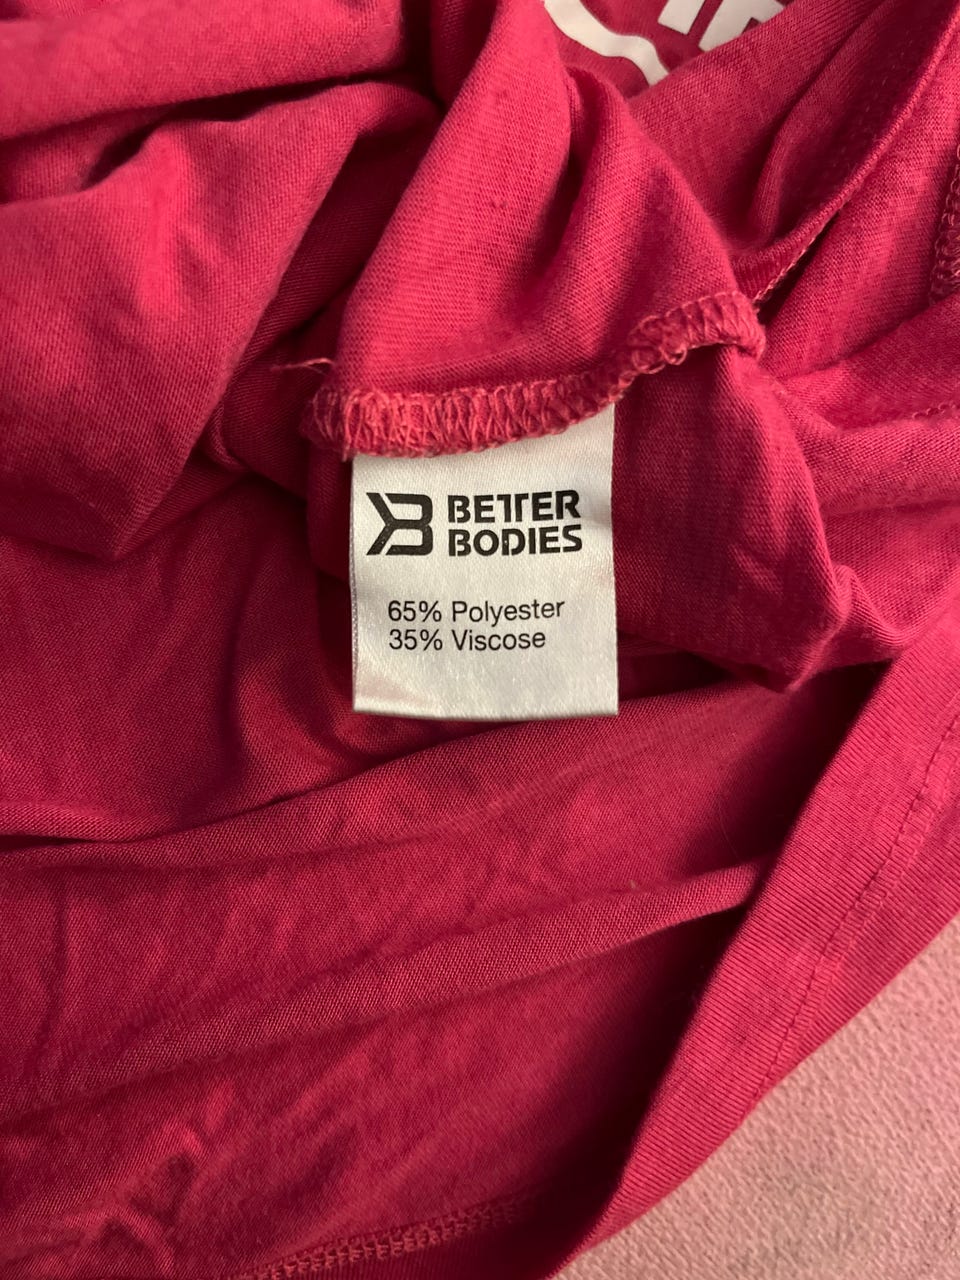 BETTER
BODIES
65% Polyester
35% Viscose